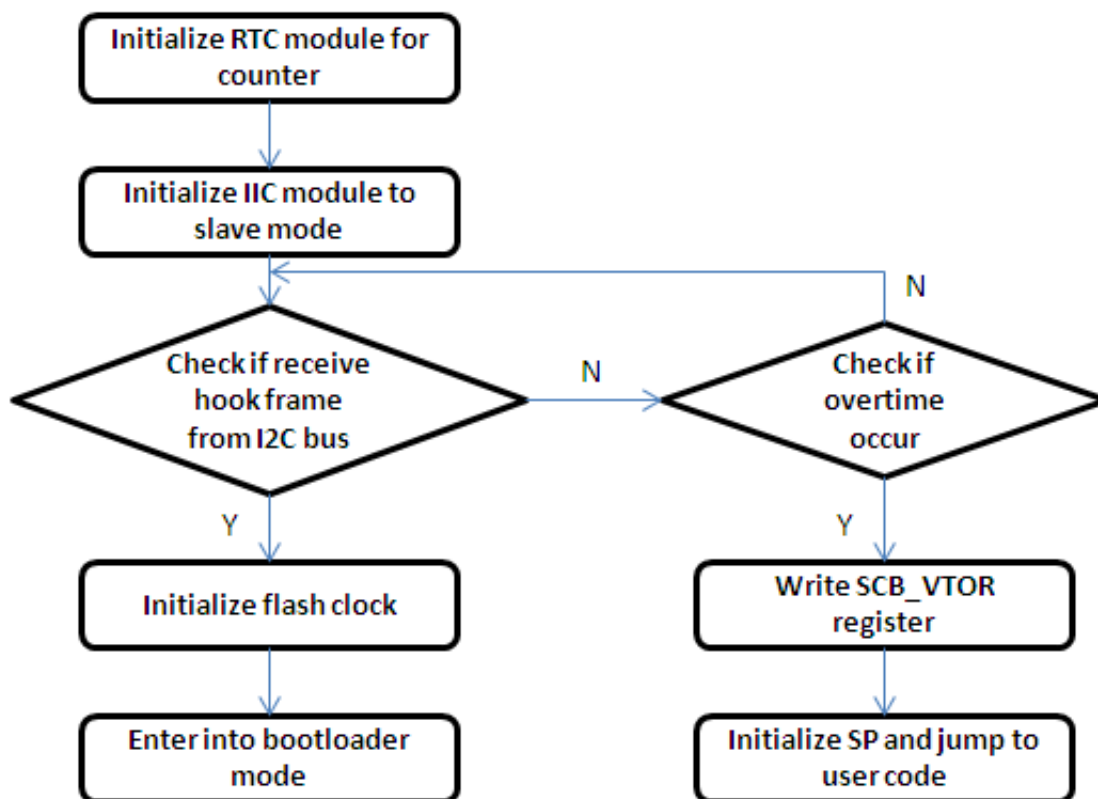 Initialize RTC module for
counter
Initialize IIC module to
slave mode
N
Check if receive
hook frame
from I2C bus
N
Check if
overtime
occur
Y
Y
Initialize flash clock
Write SCB_VTOR
register
Enter into bootloader
mode
Initialize SP and jump to
user code